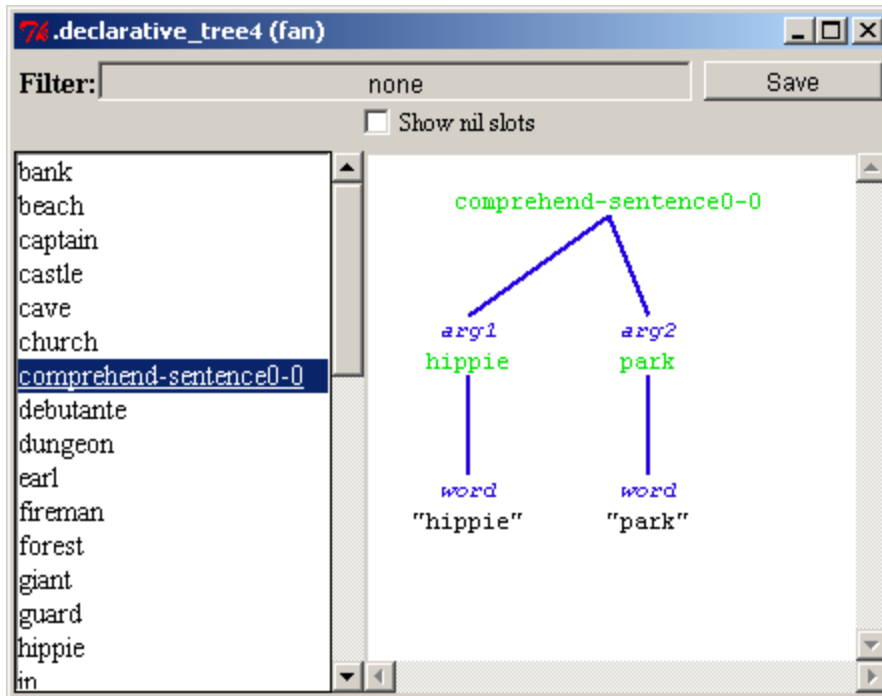 .declarative_tree4 (fan)
Filter: none Save
Show nil slots
bank
beach
captain
castle
cave
church
comprehend-sentence0-0
debutante
dungeon
earl
fireman
forest
giant
guard
hippie
in
comprehend-sentence0-0
arg1 arg2
hippie park
word word
"hippie" "park"